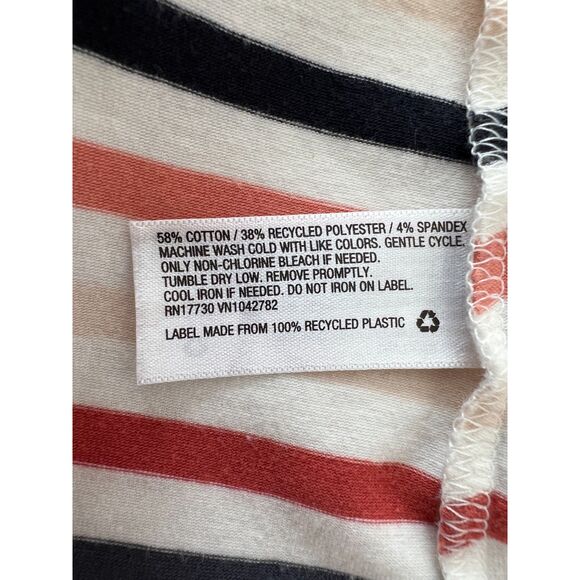 58% COTTON / 38% RECYCLED POLYESTER / 4% SPANDEX
MACHINE WASH COLD WITH LIKE COLORS. GENTLE CYCLE.
ONLY NON-CHLORINE BLEACH IF NEEDED.
TUMBLE DRY LOW. REMOVE PROMPTLY.
COOL IRON IF NEEDED. DO NOT IRON ON LABEL.
RN17730 VN1042782
LABEL MADE FROM 100% RECYCLED PLASTIC